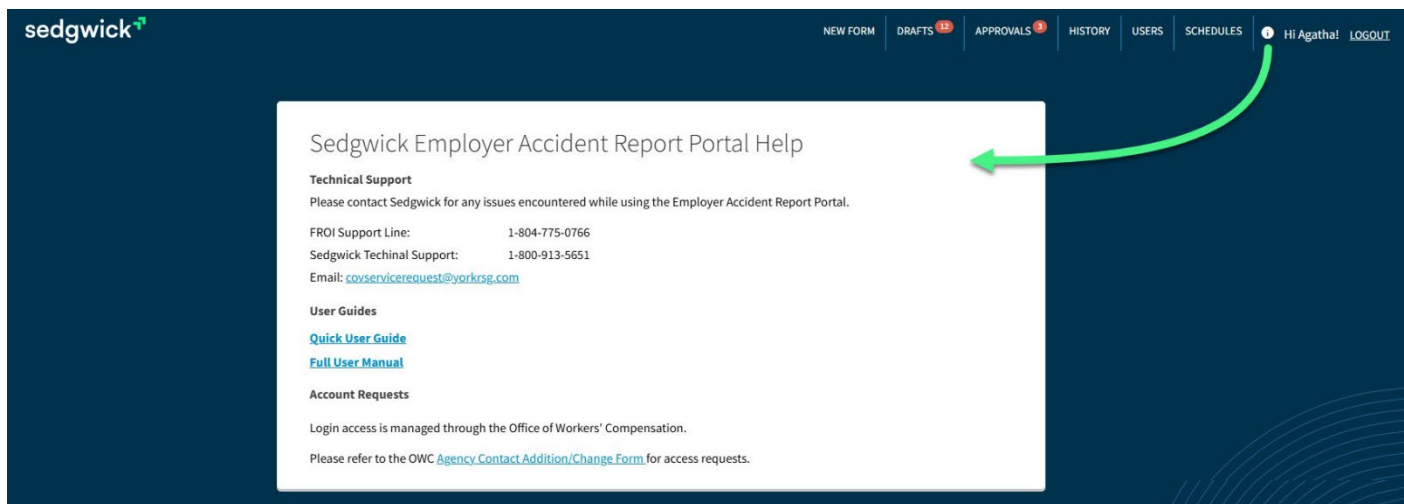 sedgwick
NEW FORM DRAFTS 12 APPROVALS 3 HISTORY USERS SCHEDULES i Hi Agatha! LOGOUT
Sedgwick Employer Accident Report Portal Help
Technical Support
Please contact Sedgwick for any issues encountered while using the Employer Accident Report Portal.
FROI Support Line: 1-804-775-0766
Sedgwick Techinal Support: 1-800-913-5651
Email: covservicerequest@yorkrsg.com
User Guides
Quick User Guide
Full User Manual
Account Requests
Login access is managed through the Office of Workers' Compensation.
Please refer to the OWC Agency Contact Addition/Change Form for access requests.